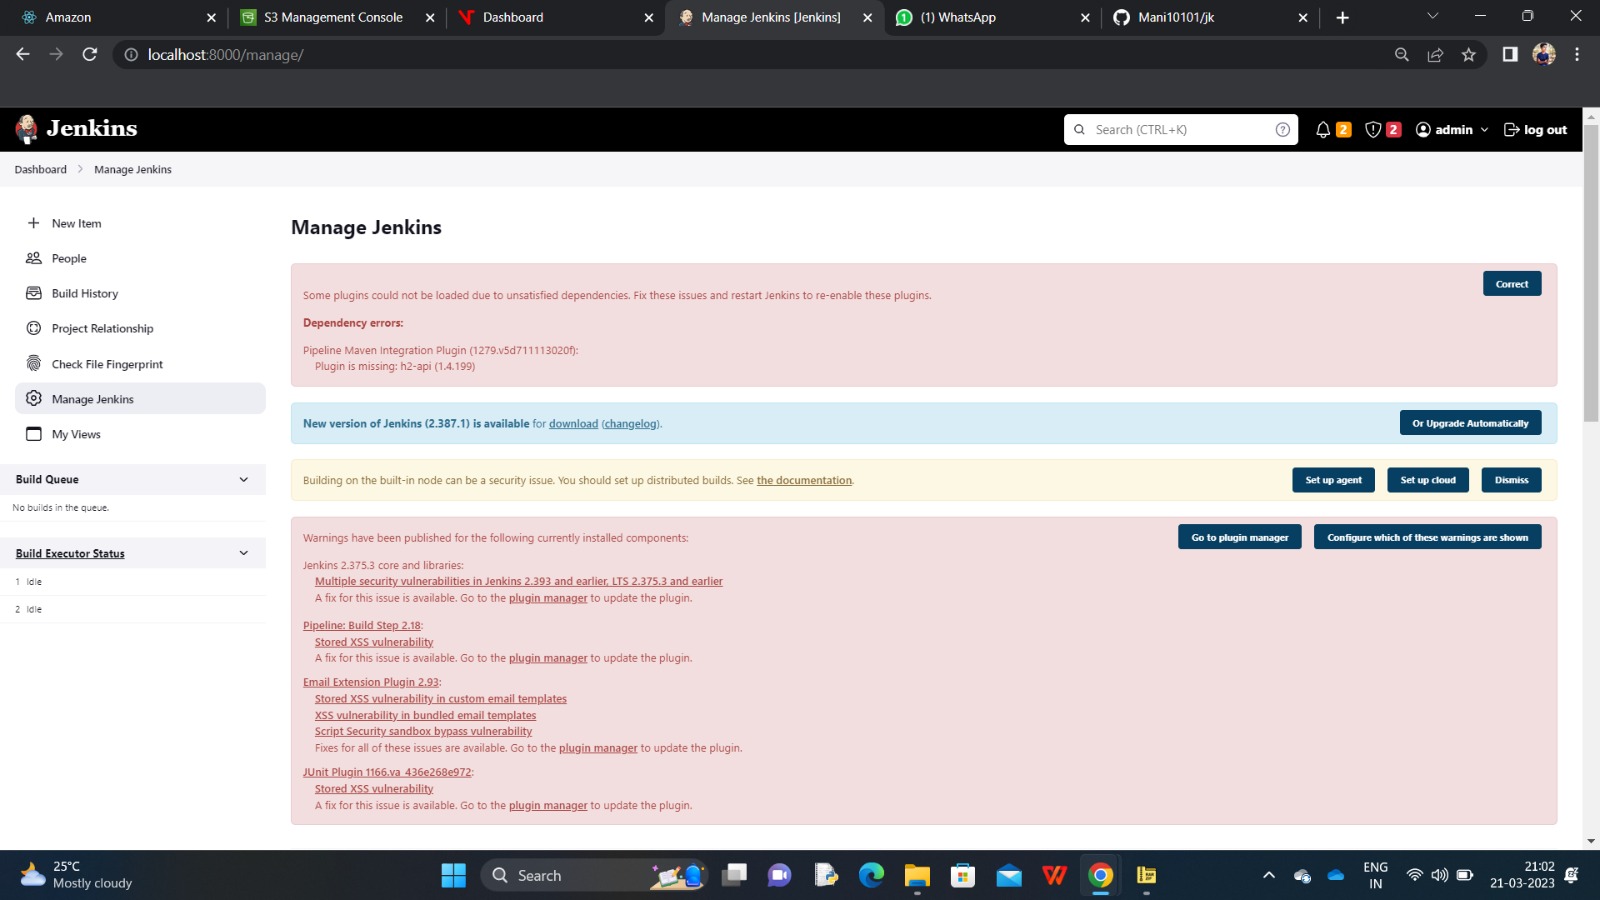 Amazon
S3 Management Console
Dashboard
Manage Jenkins [Jenkins]
(1) WhatsApp
Mani10101/jk
localhost:8000/manage/
Jenkins
Search (CTRL+K)
2
2
admin
log out
Dashboard
Manage Jenkins
New Item
People
Build History
Project Relationship
Check File Fingerprint
Manage Jenkins
My Views
Build Queue
No builds in the queue.
Build Executor Status
1 Idle
2 Idle
Manage Jenkins
Correct
Some plugins could not be loaded due to unsatisfied dependencies. Fix these issues and restart Jenkins to re-enable these plugins.
Dependency errors:
Pipeline Maven Integration Plugin (1279.v5d711113020f):
Plugin is missing: h2-api (1.4.199)
New version of Jenkins (2.387.1) is available for download (changelog).
Or Upgrade Automatically
Building on the built-in node can be a security issue. You should set up distributed builds. See the documentation.
Set up agent
Set up cloud
Dismiss
Warnings have been published for the following currently installed components:
Go to plugin manager
Configure which of these warnings are shown
Jenkins 2.375.3 core and libraries:
Multiple security vulnerabilities in Jenkins 2.393 and earlier, LTS 2.375.3 and earlier
A fix for this issue is available. Go to the plugin manager to update the plugin.
Pipeline: Build Step 2.18:
Stored XSS vulnerability
A fix for this issue is available. Go to the plugin manager to update the plugin.
Email Extension Plugin 2.93:
Stored XSS vulnerability in custom email templates
XSS vulnerability in bundled email templates
Script Security sandbox bypass vulnerability
Fixes for all of these issues are available. Go to the plugin manager to update the plugin.
JUnit Plugin 1166.va_436e268e972:
Stored XSS vulnerability
A fix for this issue is available. Go to the plugin manager to update the plugin.
25°C
Mostly cloudy
Search
ENG
IN
21:02
21-03-2023